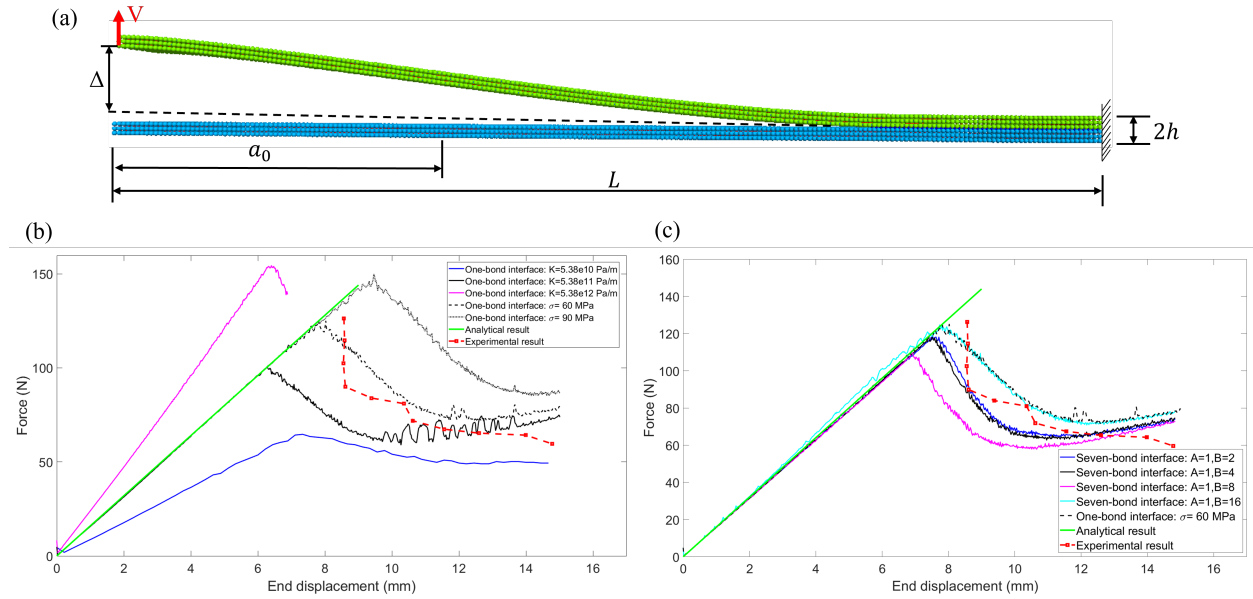 (a)
V
Δ
a₀
L
2h
(b)
(c)
150
100
50
0
Force (N)
0 2 4 6 8 10 12 14 16
End displacement (mm)
One-bond interface: K=5.38e10 Pa/m
One-bond interface: K=5.38e11 Pa/m
One-bond interface: K=5.38e12 Pa/m
One-bond interface: σ= 60 MPa
One-bond interface: σ= 90 MPa
Analytical result
Experimental result
160
140
120
100
80
60
40
20
0
Force (N)
0 2 4 6 8 10 12 14 16
End displacement (mm)
Seven-bond interface: A=1,B=2
Seven-bond interface: A=1,B=4
Seven-bond interface: A=1,B=8
Seven-bond interface: A=1,B=16
One-bond interface: σ= 60 MPa
Analytical result
Experimental result